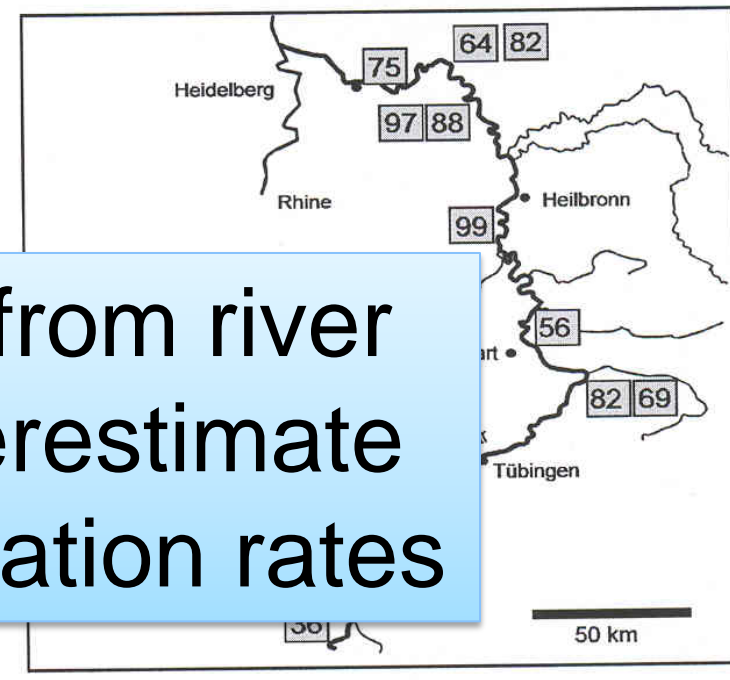 64 82
75
Heidelberg
97 88
Rhine
Heilbronn
99
from river
56
art
erestimate
82 69
Tübingen
ation rates
50 km